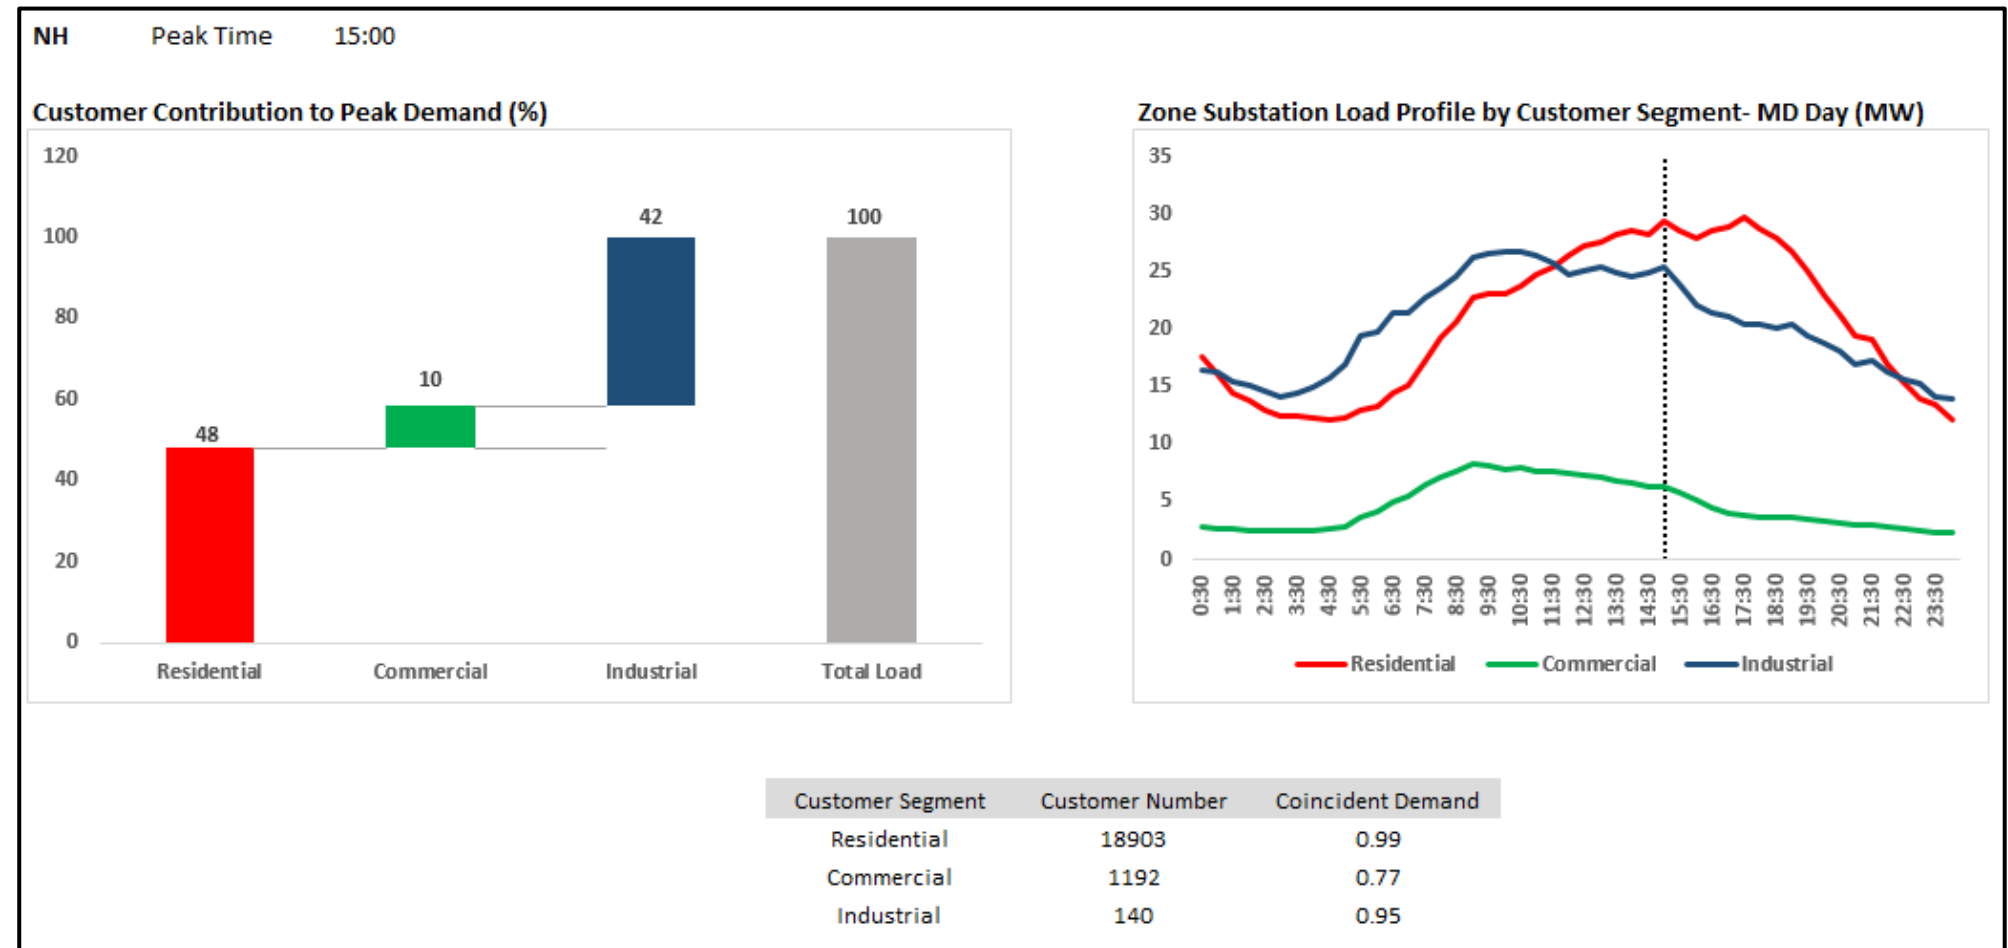 NH Peak Time 15:00
Customer Contribution to Peak Demand (%)
120
100
80
60
40
20
0
48
10
42
100
Residential Commercial Industrial Total Load
Zone Substation Load Profile by Customer Segment- MD Day (MW)
35
30
25
20
15
10
5
0
0:30 1:30 2:30 3:30 4:30 5:30 6:30 7:30 8:30 9:30 10:30 11:30 12:30 13:30 14:30 15:30 16:30 17:30 18:30 19:30 20:30 21:30 22:30 23:30
Residential Commercial Industrial
Customer Segment Customer Number Coincident Demand
Residential 18903 0.99
Commercial 1192 0.77
Industrial 140 0.95